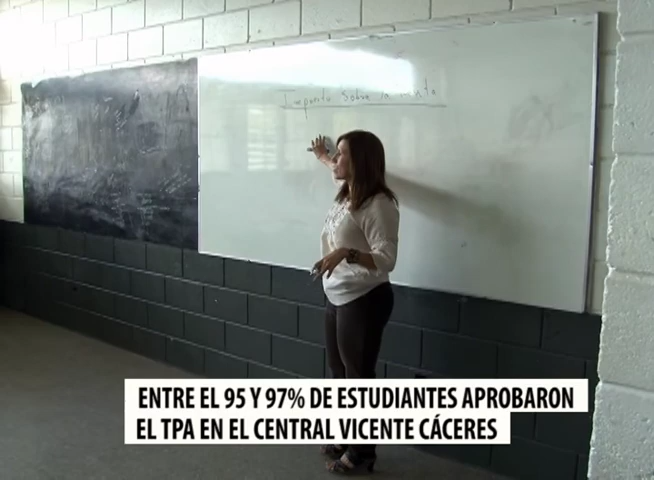 Impuesto sobre la renta
ENTRE EL 95 Y 97% DE ESTUDIANTES APROBARON
EL TPA EN EL CENTRAL VICENTE CÁCERES